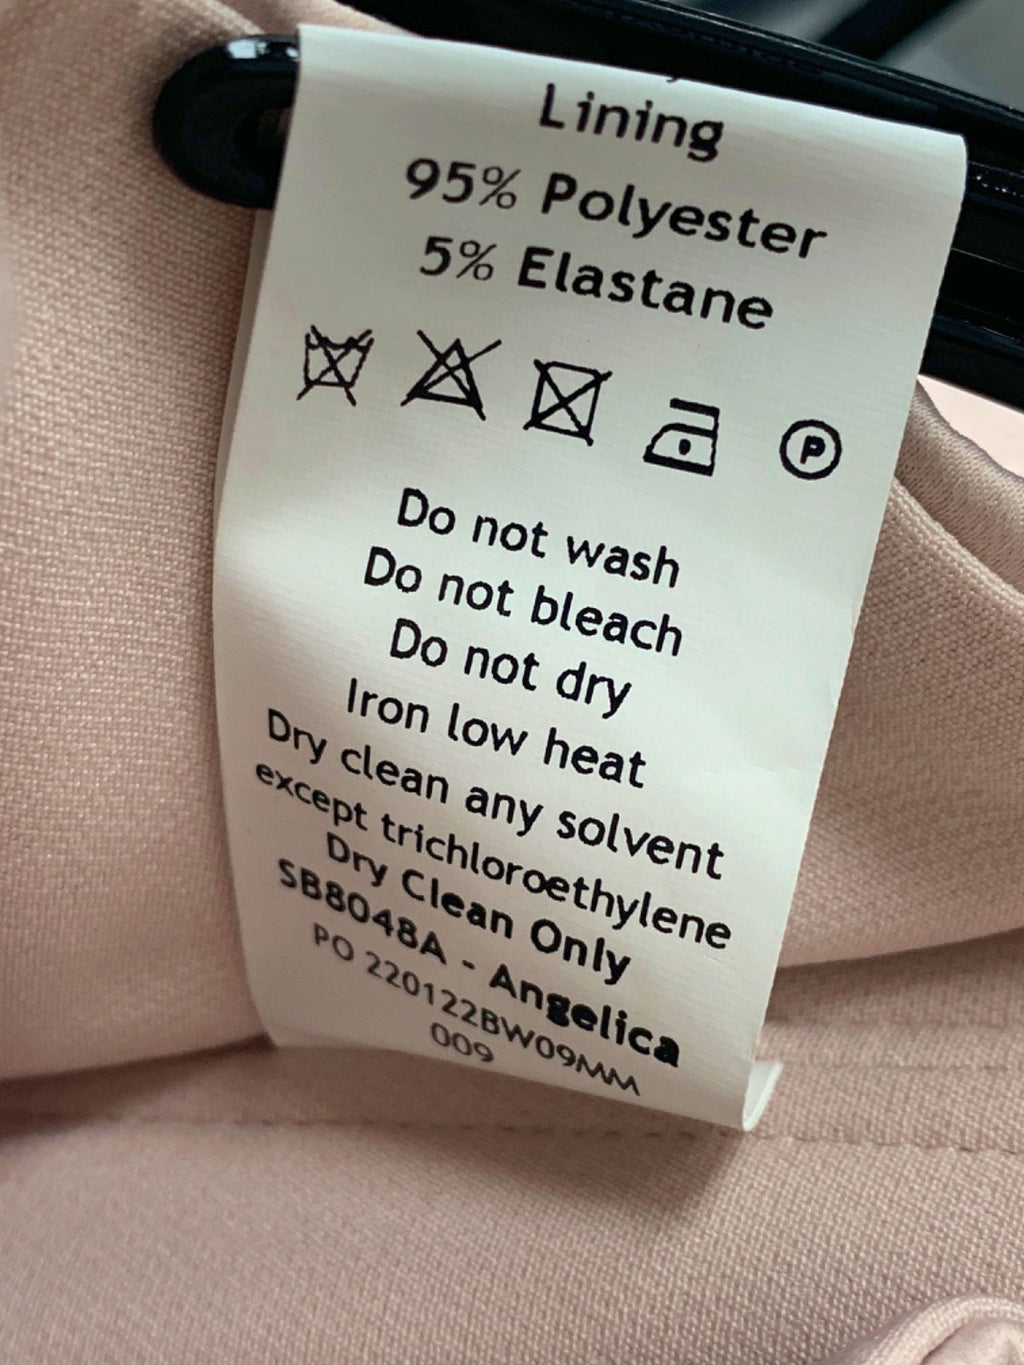 Lining
95% Polyester
5% Elastane
P
Do not wash
Do not bleach
Do not dry
Iron low heat
Dry clean any solvent
except trichloroethylene
Dry Clean Only
SB8048A - Angelica
PO 220122BW09MM
009